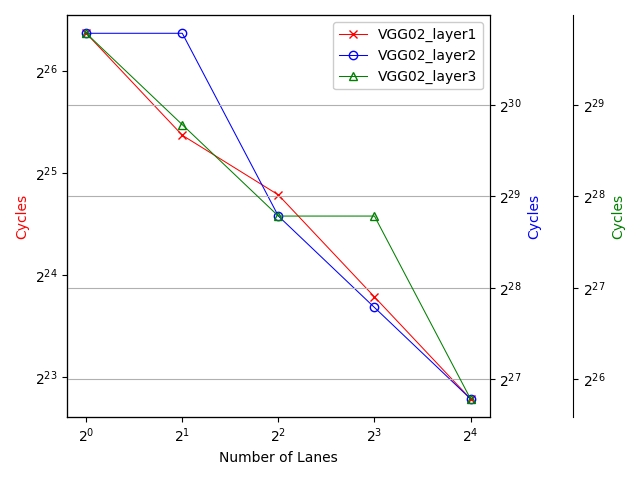 VGG02_layer1
VGG02_layer2
VGG02_layer3
2^26
2^25
2^24
2^23
Cycles
2^30
2^29
2^28
2^27
Cycles
2^29
2^28
2^27
2^26
Cycles
2^0 2^1 2^2 2^3 2^4
Number of Lanes